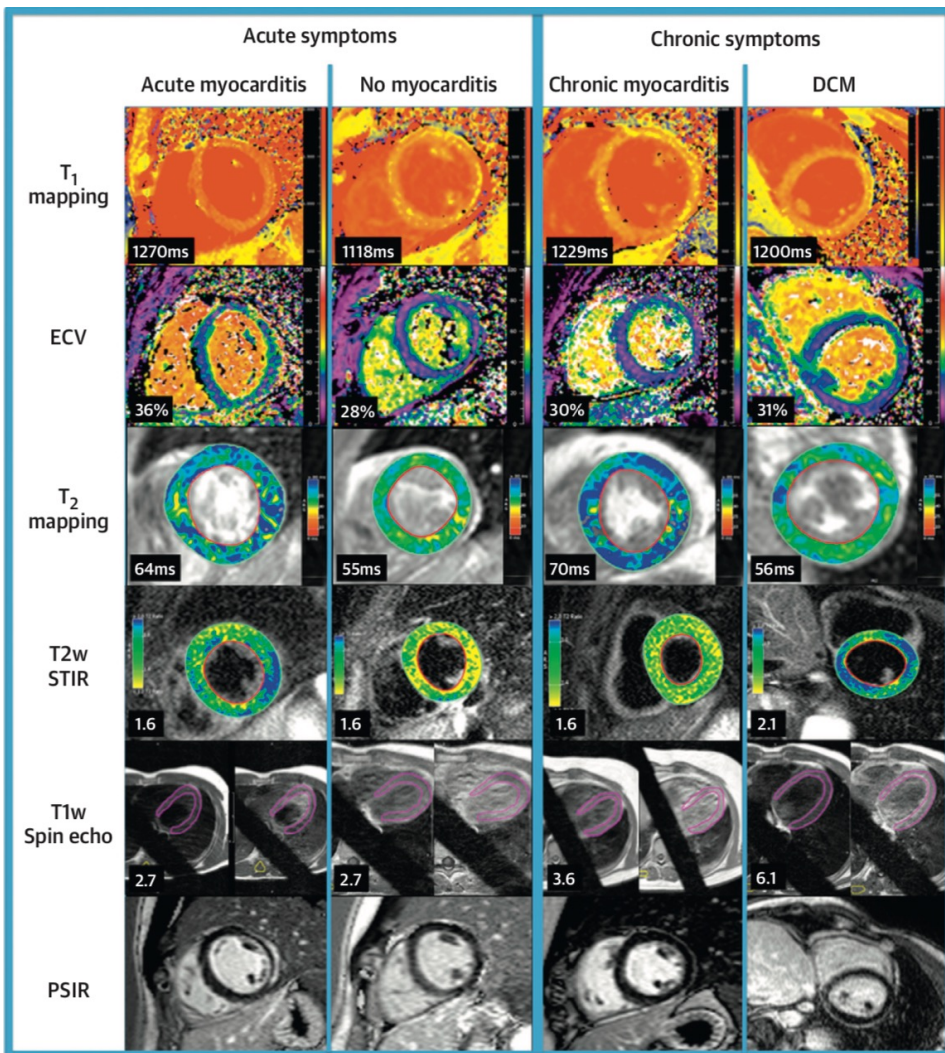 Acute symptoms
Chronic symptoms
Acute myocarditis
No myocarditis
Chronic myocarditis
DCM
T1
mapping
1270ms
1118ms
1229ms
1200ms
ECV
36%
28%
30%
31%
T2
mapping
64ms
55ms
70ms
56ms
T2w
STIR
1.6
1.6
1.6
2.1
T1w
Spin echo
2.7
2.7
3.6
6.1
PSIR